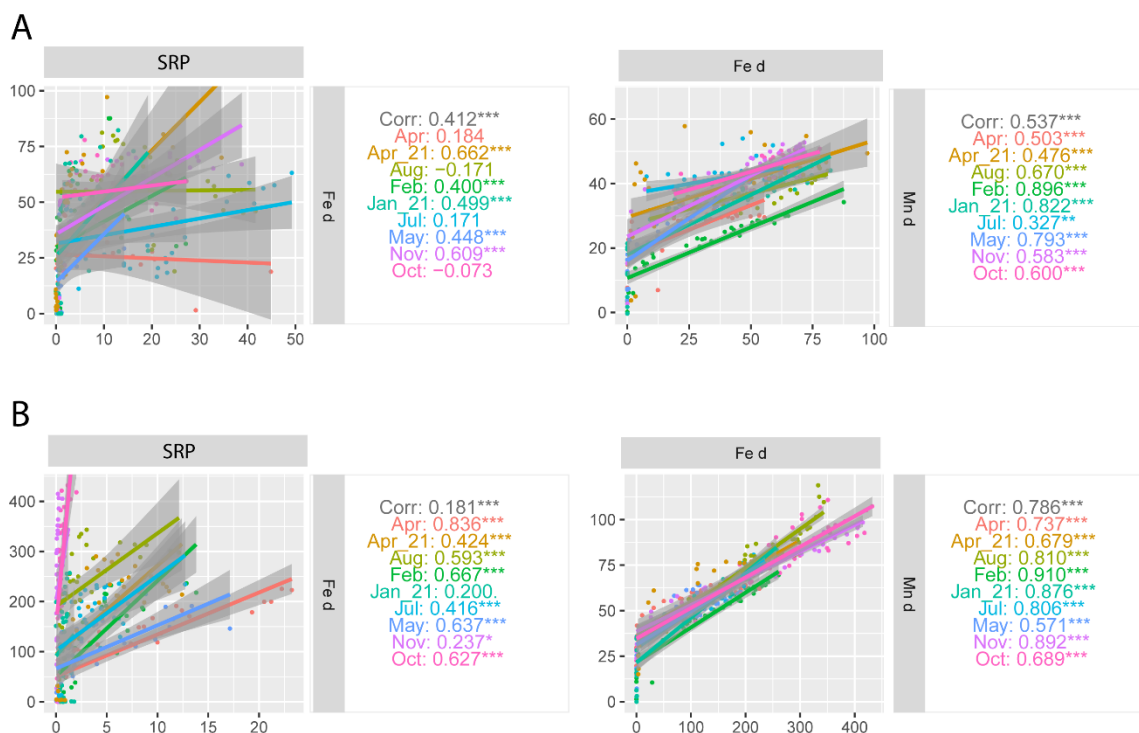 A
SRP
100
75
50
25
0
0 10 20 30 40 50
Fe d
Corr: 0.412***
Apr: 0.184
Apr_21: 0.662***
Aug: −0.171
Feb: 0.400***
Jan_21: 0.499***
Jul: 0.171
May: 0.448***
Nov: 0.609***
Oct: −0.073
Fe d
60
40
20
0
0 25 50 75 100
Mn d
Corr: 0.537***
Apr: 0.503***
Apr_21: 0.476***
Aug: 0.670***
Feb: 0.896***
Jan_21: 0.822***
Jul: 0.327**
May: 0.793***
Nov: 0.583***
Oct: 0.600***
B
SRP
400
300
200
100
0
0 5 10 15 20
Fe d
Corr: 0.181***
Apr: 0.836***
Apr_21: 0.424***
Aug: 0.593***
Feb: 0.667***
Jan_21: 0.200.
Jul: 0.416***
May: 0.637***
Nov: 0.237*
Oct: 0.627***
Fe d
100
75
50
25
0
0 100 200 300 400
Mn d
Corr: 0.786***
Apr: 0.737***
Apr_21: 0.679***
Aug: 0.810***
Feb: 0.910***
Jan_21: 0.876***
Jul: 0.806***
May: 0.571***
Nov: 0.892***
Oct: 0.689***